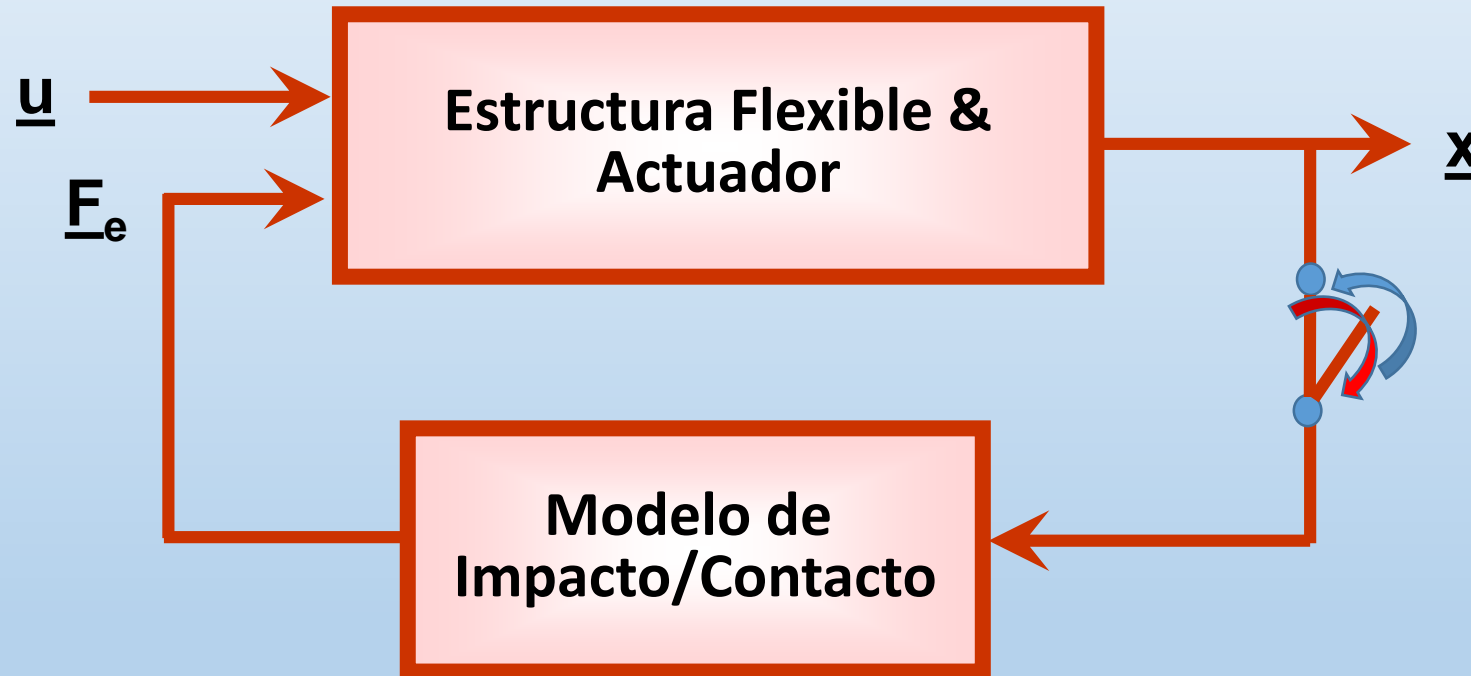 u
Estructura Flexible &
Actuador
x
Fe
Modelo de
Impacto/Contacto